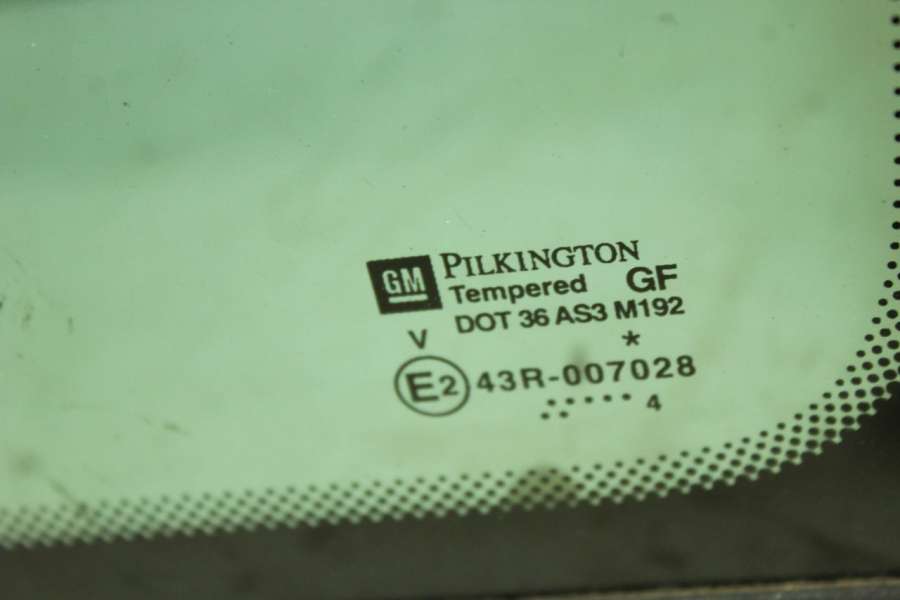 GM PILKINGTON
Tempered GF
DOT 36 AS3 M192
V *
E2 43R-007028
4